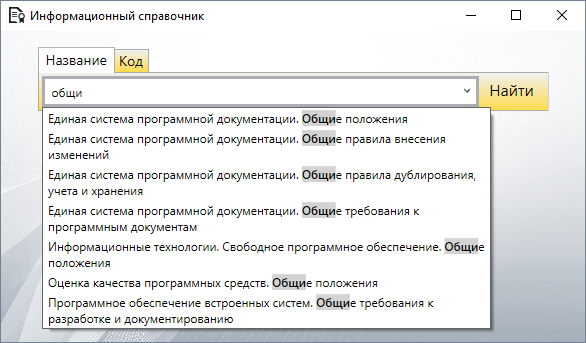 Информационный справочник
Название Код
общи Найти
Единая система программной документации. Общие положения
Единая система программной документации. Общие правила внесения
изменений
Единая система программной документации. Общие правила дублирования,
учета и хранения
Единая система программной документации. Общие требования к
программным документам
Информационные технологии. Свободное программное обеспечение. Общие
положения
Оценка качества программных средств. Общие положения
Программное обеспечение встроенных систем. Общие требования к
разработке и документированию